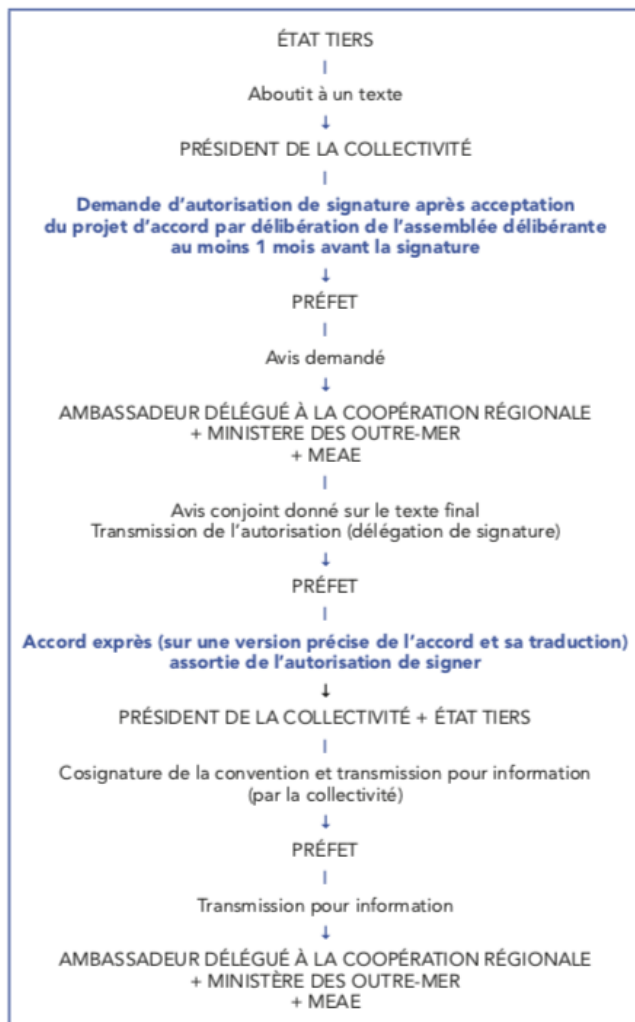 ÉTAT TIERS
|
Aboutit à un texte
↓
PRÉSIDENT DE LA COLLECTIVITÉ
|
Demande d'autorisation de signature après acceptation
du projet d'accord par délibération de l'assemblée délibérante
au moins 1 mois avant la signature
↓
PRÉFET
|
Avis demandé
↓
AMBASSADEUR DÉLÉGUÉ À LA COOPÉRATION RÉGIONALE
+ MINISTERE DES OUTRE-MER
+ MEAE
|
Avis conjoint donné sur le texte final
Transmission de l'autorisation (délégation de signature)
↓
PRÉFET
|
Accord exprès (sur une version précise de l'accord et sa traduction)
assortie de l'autorisation de signer
↓
PRÉSIDENT DE LA COLLECTIVITÉ + ÉTAT TIERS
|
Cosignature de la convention et transmission pour information
(par la collectivité)
↓
PRÉFET
|
Transmission pour information
↓
AMBASSADEUR DÉLÉGUÉ À LA COOPÉRATION RÉGIONALE
+ MINISTÈRE DES OUTRE-MER
+ MEAE